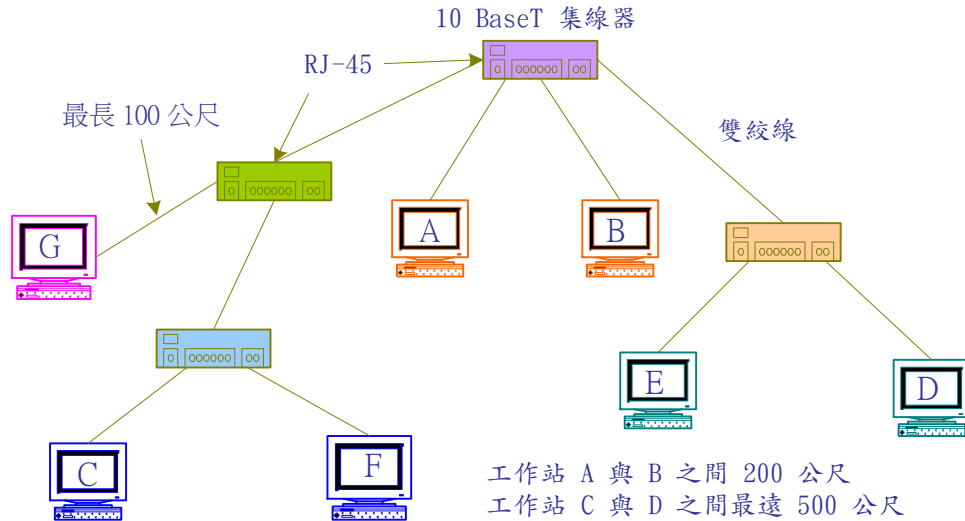 10 BaseT 集線器
RJ-45
最長 100 公尺
雙絞線
G
A
B
E
D
C
F
工作站 A 與 B 之間 200 公尺
工作站 C 與 D 之間最遠 500 公尺